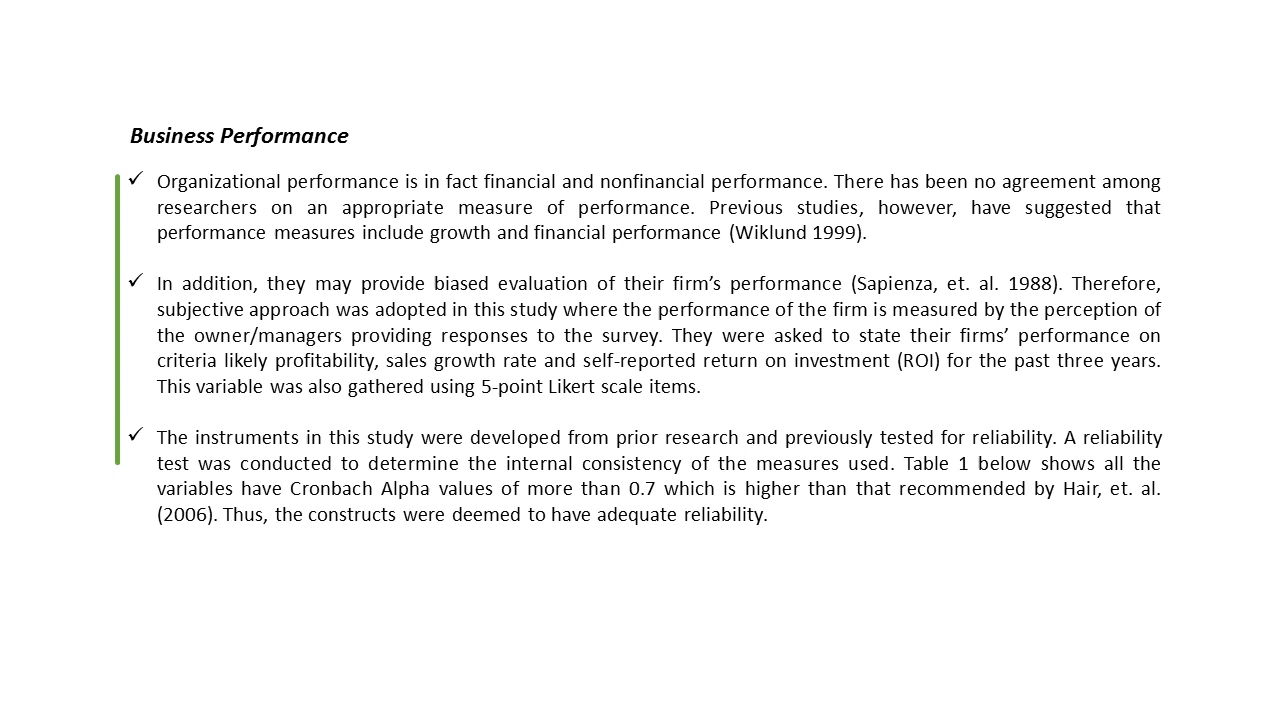 Business Performance
✓ Organizational performance is in fact financial and nonfinancial performance. There has been no agreement among
researchers on an appropriate measure of performance. Previous studies, however, have suggested that
performance measures include growth and financial performance (Wiklund 1999).
✓ In addition, they may provide biased evaluation of their firm’s performance (Sapienza, et. al. 1988). Therefore,
subjective approach was adopted in this study where the performance of the firm is measured by the perception of
the owner/managers providing responses to the survey. They were asked to state their firms’ performance on
criteria likely profitability, sales growth rate and self-reported return on investment (ROI) for the past three years.
This variable was also gathered using 5-point Likert scale items.
✓ The instruments in this study were developed from prior research and previously tested for reliability. A reliability
test was conducted to determine the internal consistency of the measures used. Table 1 below shows all the
variables have Cronbach Alpha values of more than 0.7 which is higher than that recommended by Hair, et. al.
(2006). Thus, the constructs were deemed to have adequate reliability.